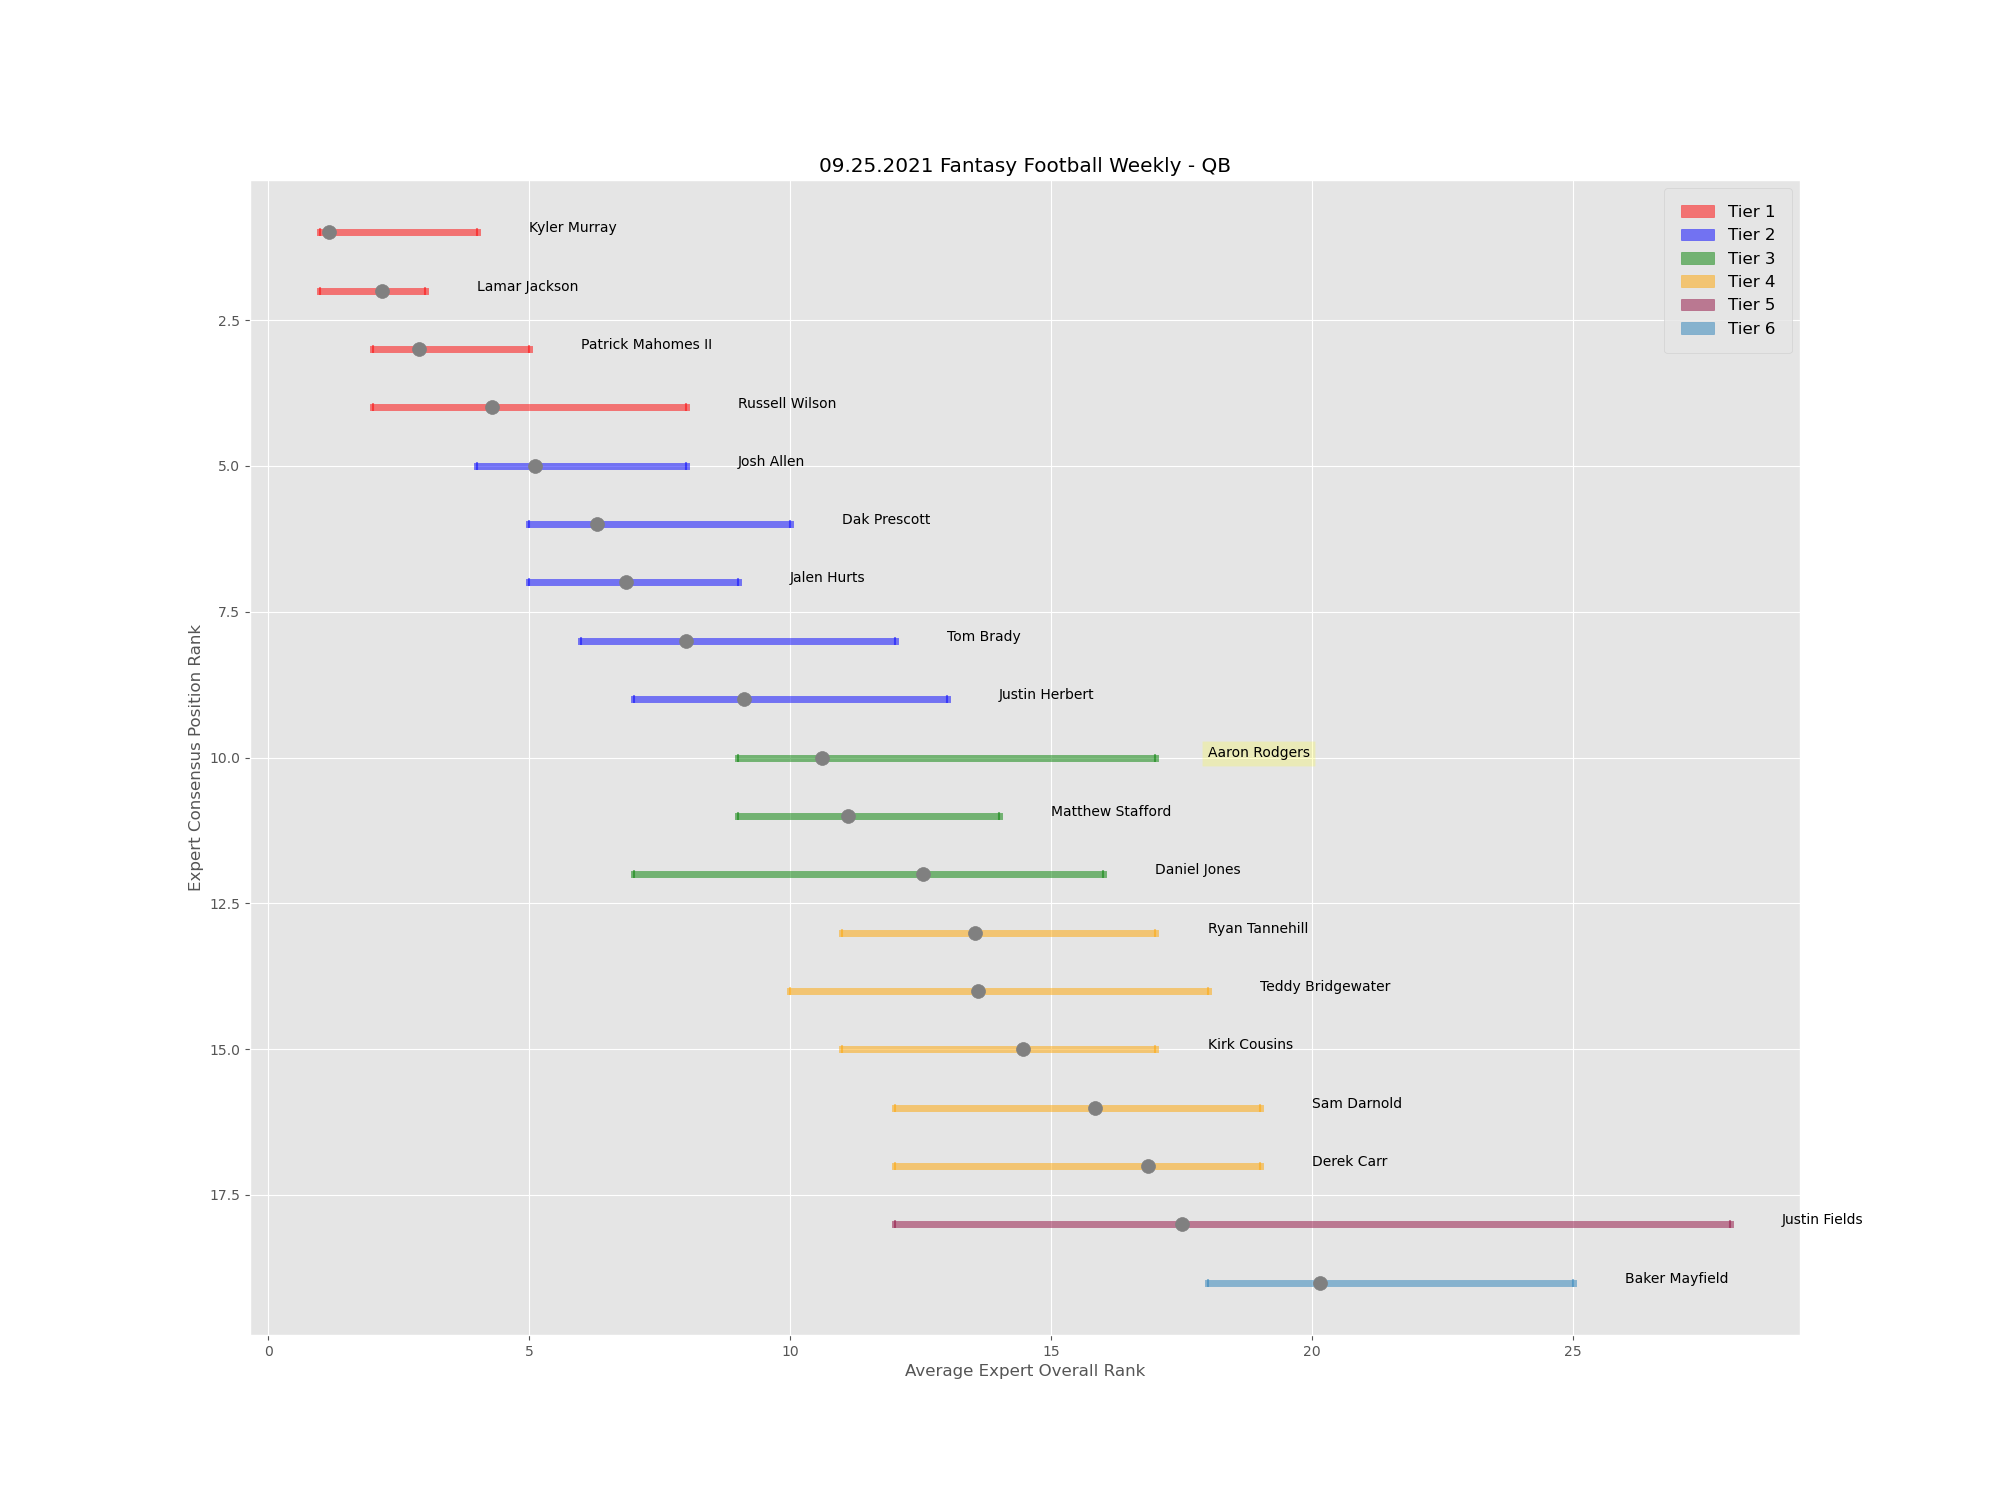 09.25.2021 Fantasy Football Weekly - QB
Tier 1
Tier 2
Tier 3
Tier 4
Tier 5
Tier 6
Kyler Murray
Lamar Jackson
Patrick Mahomes II
Russell Wilson
Josh Allen
Dak Prescott
Jalen Hurts
Tom Brady
Justin Herbert
Aaron Rodgers
Matthew Stafford
Daniel Jones
Ryan Tannehill
Teddy Bridgewater
Kirk Cousins
Sam Darnold
Derek Carr
Justin Fields
Baker Mayfield
2.5
5.0
7.5
10.0
12.5
15.0
17.5
Expert Consensus Position Rank
0 5 10 15 20 25
Average Expert Overall Rank